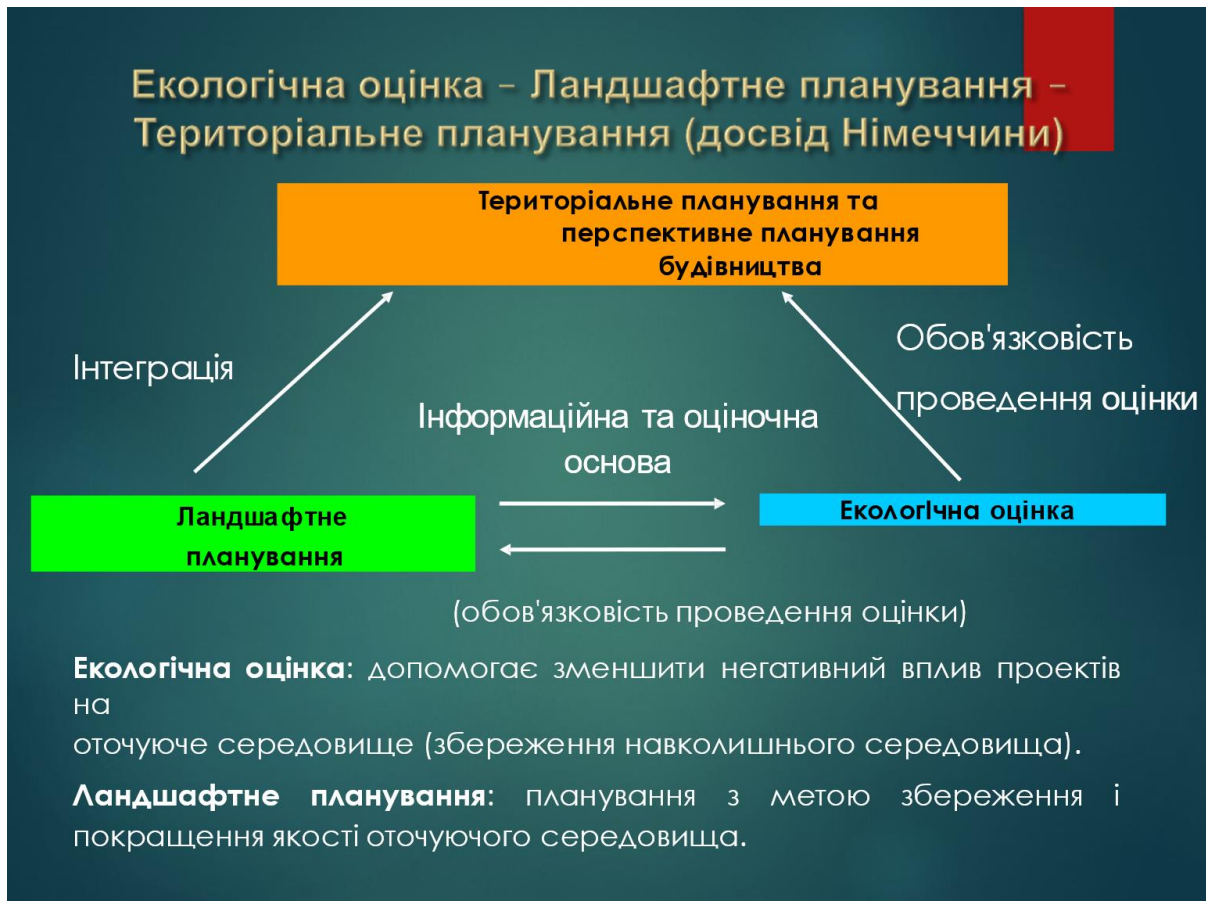 Екологічна оцінка – Ландшафтне планування –
Територіальне планування (досвід Німеччини)
Територіальне планування та
перспективне планування
будівництва
Інтеграція
Обов'язковість
проведення оцінки
Інформаційна та оціночна
основа
Ландшафтне
планування
ЕкологІчна оцінка
(обов'язковість проведення оцінки)
Екологічна оцінка: допомогає зменшити негативний вплив проектів
на
оточуюче середовище (збереження навколишнього середовища).
Ландшафтне планування: планування з метою збереження і
покращення якості оточуючого середовища.